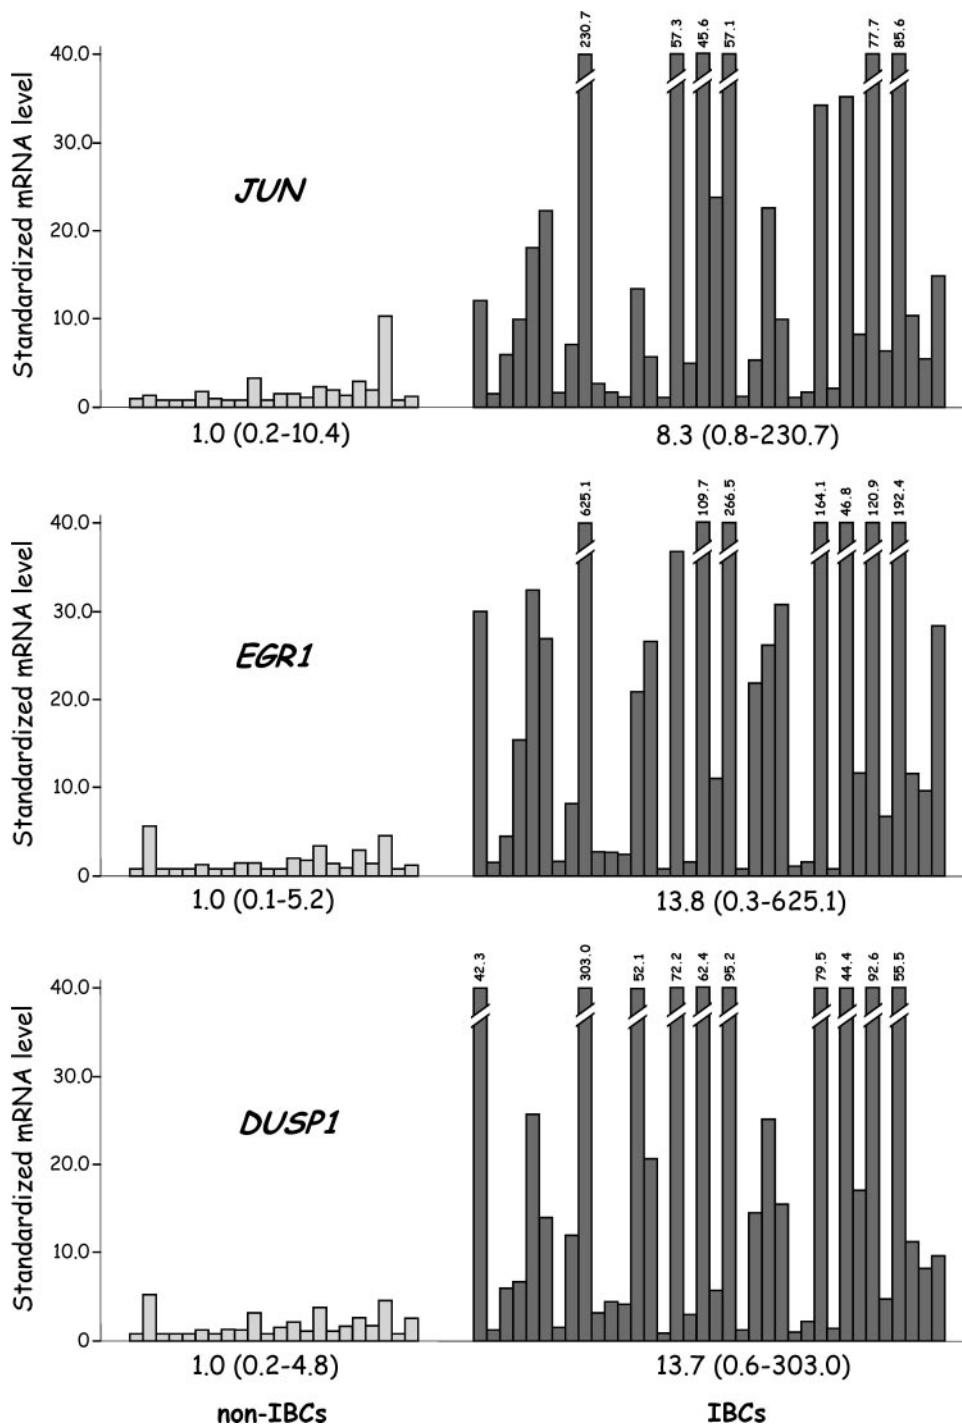 230.7 57.3 45.6 57.1 77.7 85.6
40.0
30.0
20.0
10.0
0
Standardized mRNA level
JUN
1.0 (0.2-10.4) 8.3 (0.8-230.7)
625.1 109.7 266.5 164.1 46.8 120.9 192.4
40.0
30.0
20.0
10.0
0
Standardized mRNA level
EGR1
1.0 (0.1-5.2) 13.8 (0.3-625.1)
42.3 303.0 52.1 72.2 62.4 95.2 79.5 44.4 92.6 55.5
40.0
30.0
20.0
10.0
0
Standardized mRNA level
DUSP1
1.0 (0.2-4.8) 13.7 (0.6-303.0)
non-IBCs IBCs